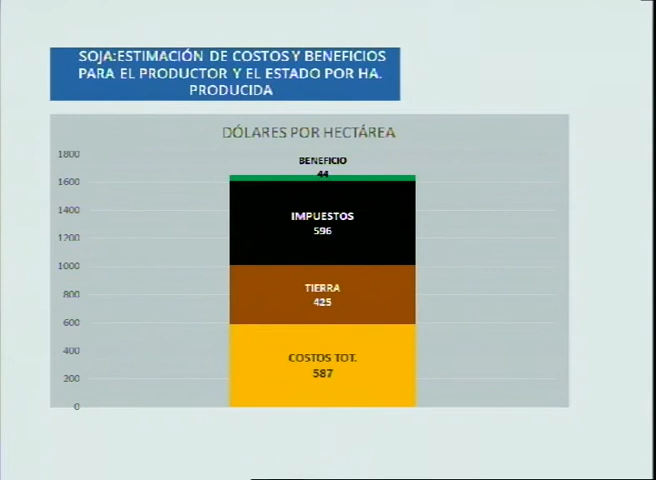 SOJA:ESTIMACIÓN DE COSTOS Y BENEFICIOS
PARA EL PRODUCTOR Y EL ESTADO POR HA.
PRODUCIDA
DÓLARES POR HECTÁREA
1800
1600
1400
1200
1000
800
600
400
200
0
BENEFICIO
44
IMPUESTOS
596
TIERRA
425
COSTOS TOT.
587